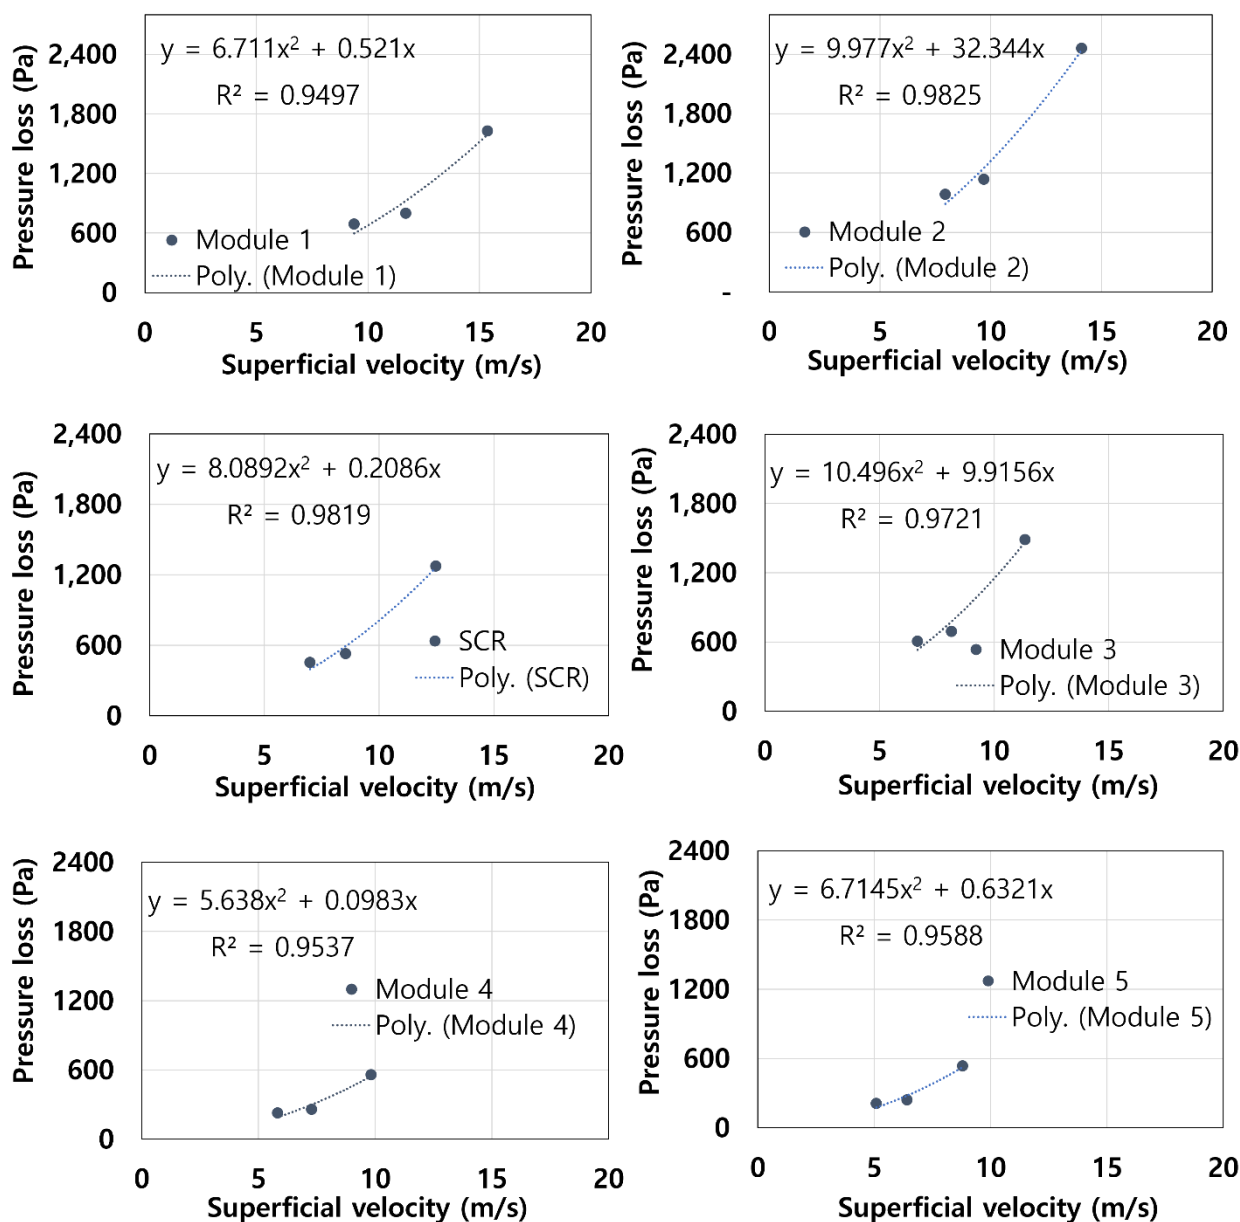 Pressure loss (Pa)
2,400
1,800
1,200
600
0
y = 6.711x² + 0.521x
R² = 0.9497
Module 1
Poly. (Module 1)
0 5 10 15 20
Superficial velocity (m/s)
Pressure loss (Pa)
2,400
1,800
1,200
600
-
y = 9.977x² + 32.344x
R² = 0.9825
Module 2
Poly. (Module 2)
0 5 10 15 20
Superficial velocity (m/s)
Pressure loss (Pa)
2,400
1,800
1,200
600
0
y = 8.0892x² + 0.2086x
R² = 0.9819
SCR
Poly. (SCR)
0 5 10 15 20
Superficial velocity (m/s)
Pressure loss (Pa)
2,400
1,800
1,200
600
0
y = 10.496x² + 9.9156x
R² = 0.9721
Module 3
Poly. (Module 3)
0 5 10 15 20
Superficial velocity (m/s)
Pressure loss (Pa)
2400
1800
1200
600
0
y = 5.638x² + 0.0983x
R² = 0.9537
Module 4
Poly. (Module 4)
0 5 10 15 20
Superficial velocity (m/s)
Pressure loss (Pa)
2400
1800
1200
600
0
y = 6.7145x² + 0.6321x
R² = 0.9588
Module 5
Poly. (Module 5)
0 5 10 15 20
Superficial velocity (m/s)